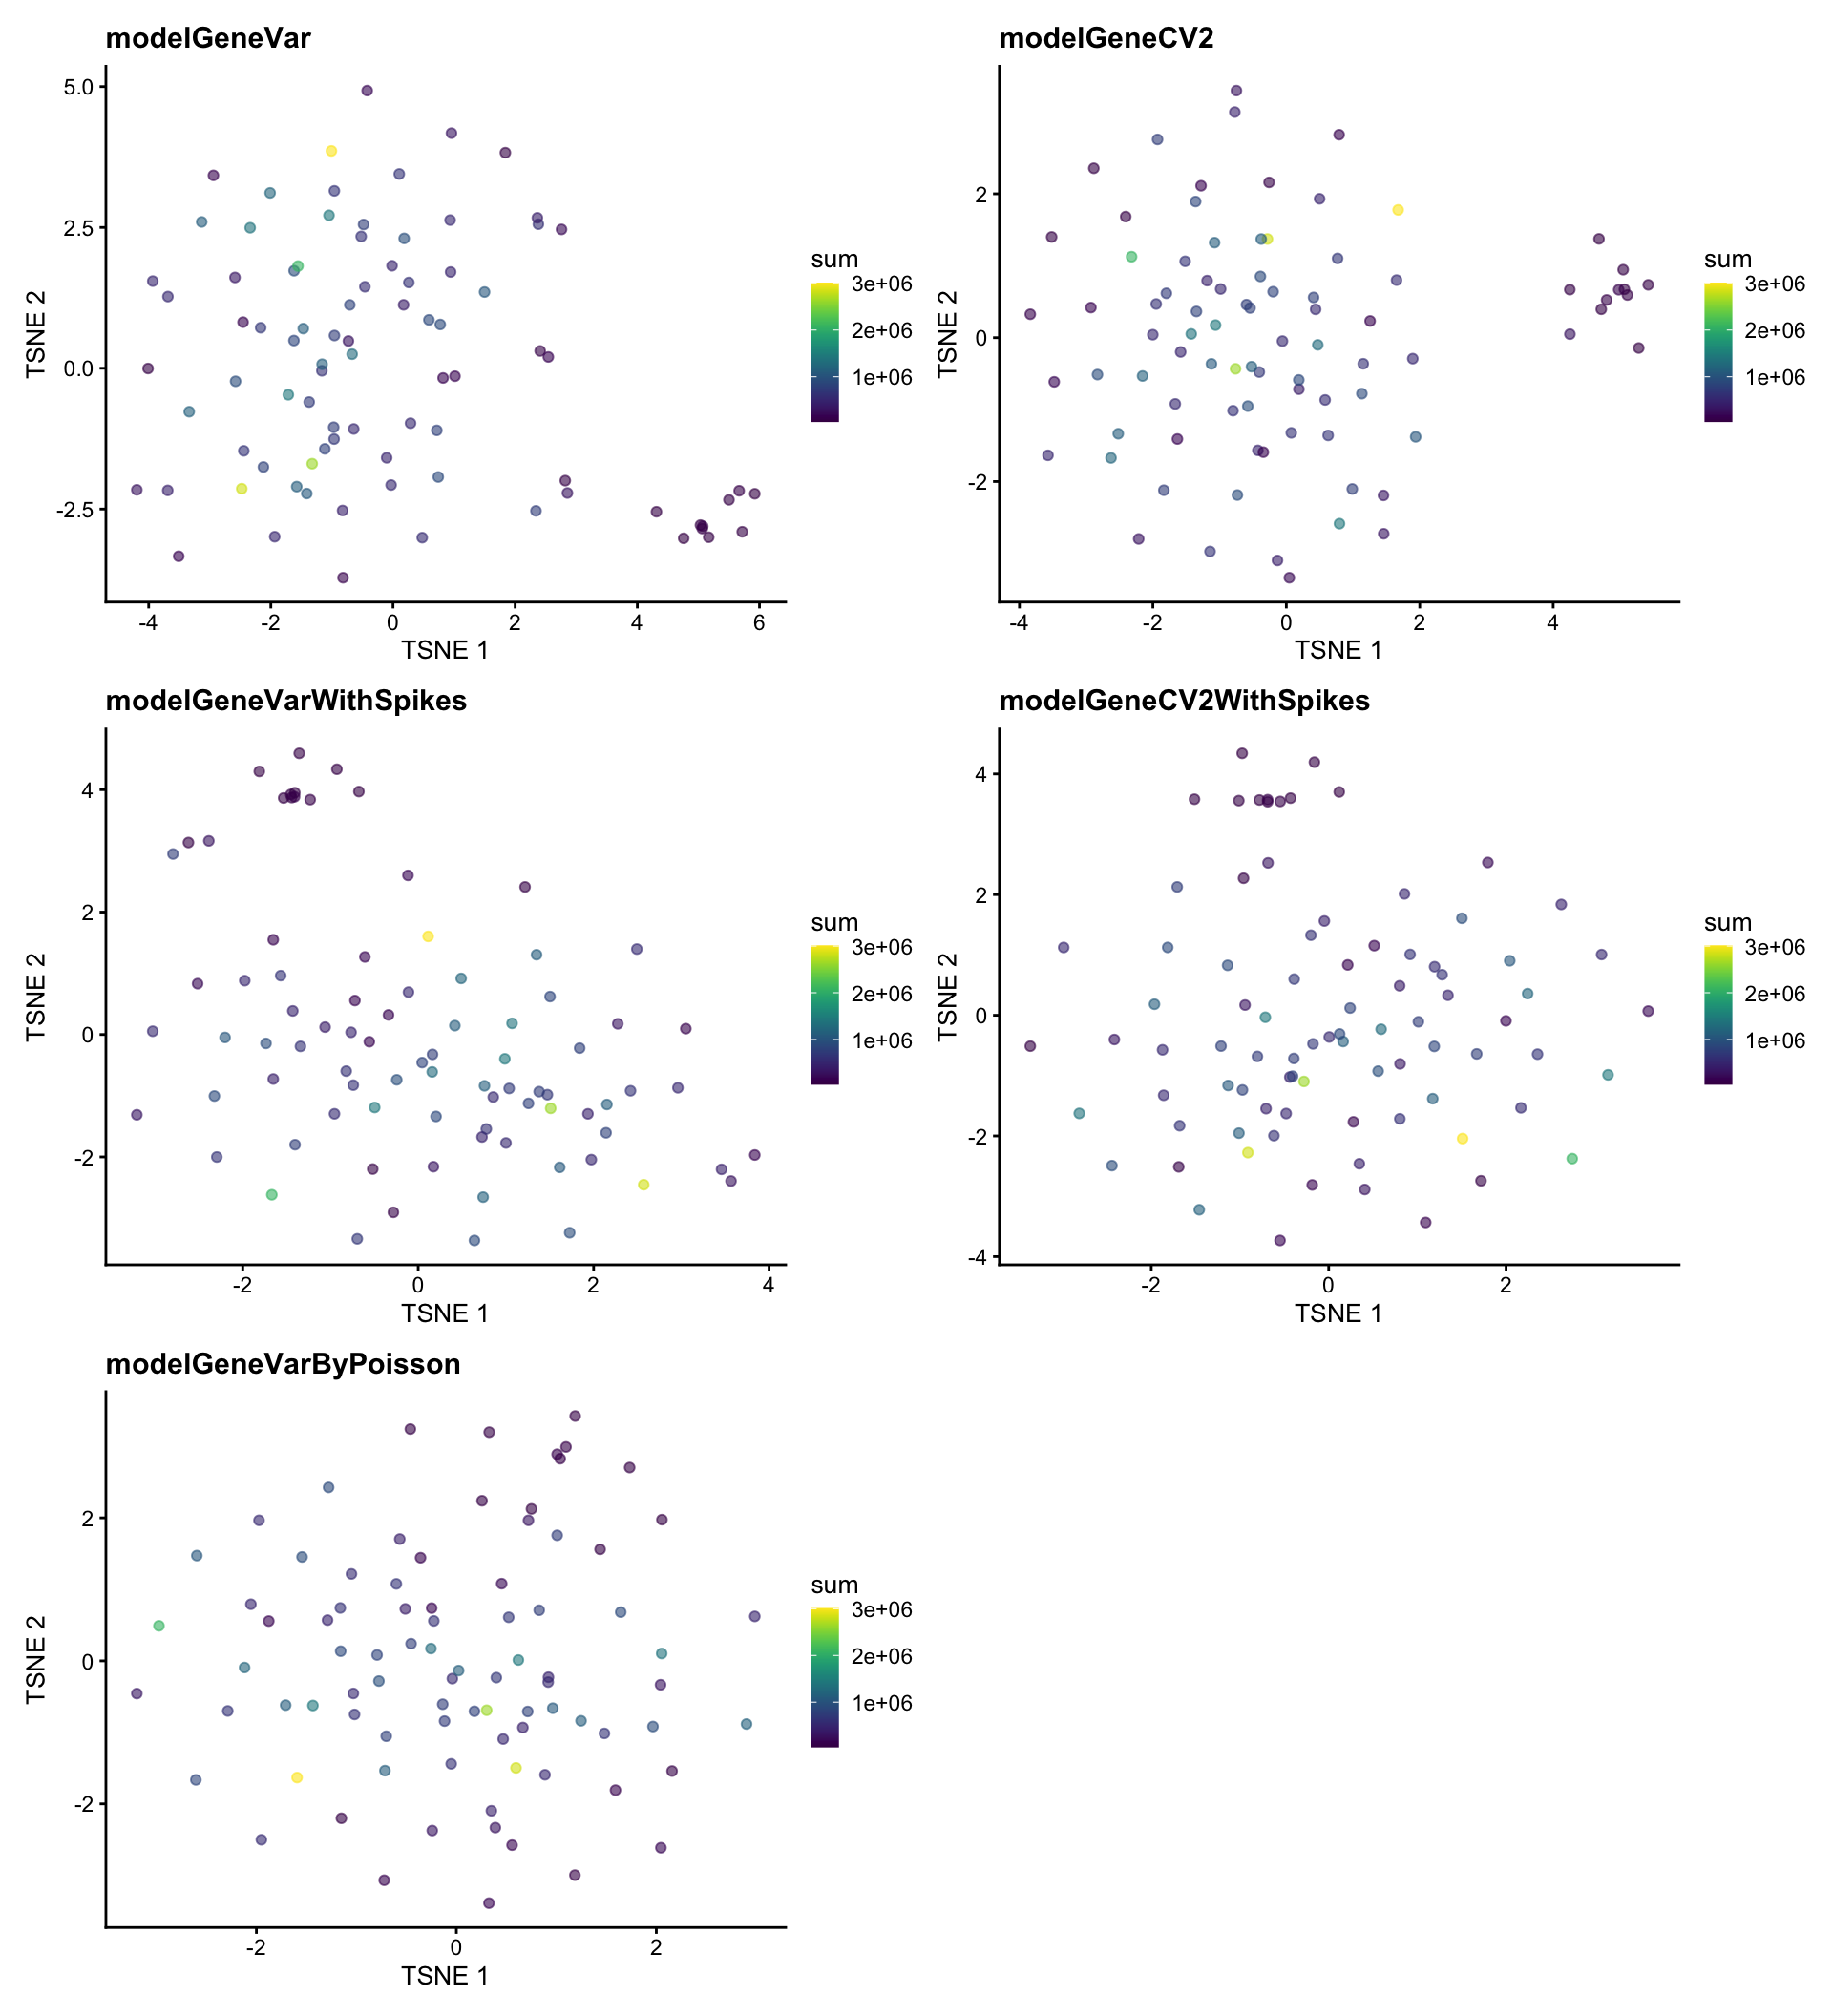 modelGeneVar
5.0
2.5
0.0
-2.5
-4 -2 0 2 4 6
TSNE 1
TSNE 2
sum
3e+06
2e+06
1e+06
modelGeneCV2
2
0
-2
-4 -2 0 2 4
TSNE 1
TSNE 2
sum
3e+06
2e+06
1e+06
modelGeneVarWithSpikes
4
2
0
-2
-2 0 2 4
TSNE 1
TSNE 2
sum
3e+06
2e+06
1e+06
modelGeneCV2WithSpikes
4
2
0
-2
-4
-2 0 2
TSNE 1
TSNE 2
sum
3e+06
2e+06
1e+06
modelGeneVarByPoisson
2
0
-2
-2 0 2
TSNE 1
TSNE 2
sum
3e+06
2e+06
1e+06